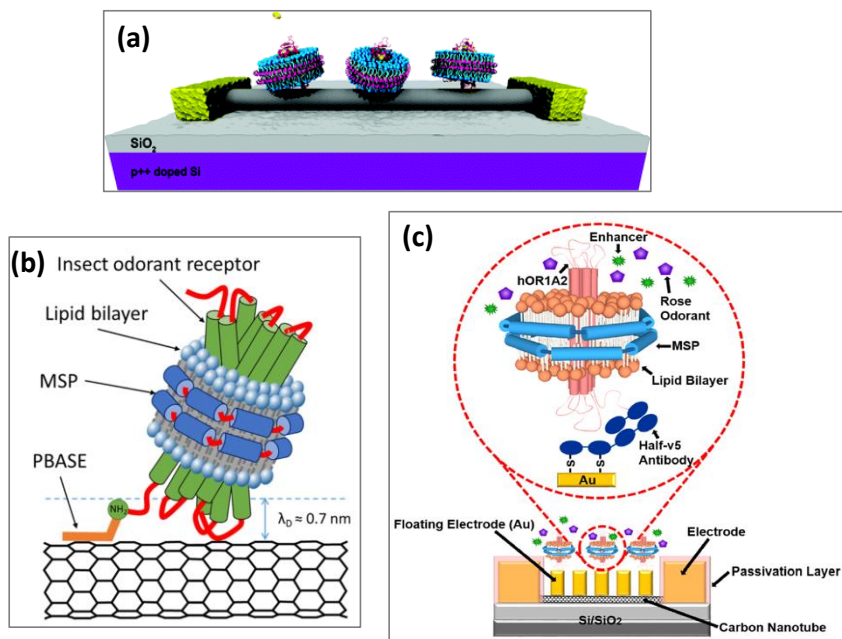 (a)
SiO₂
p++ doped Si
(b)
Insect odorant receptor
Lipid bilayer
MSP
PBASE
NH₂
λD ≈ 0.7 nm
(c)
Enhancer
hOR1A2
Rose
Odorant
MSP
Lipid Bilayer
Half-v5
Antibody
S
S
Au
Floating Electrode (Au)
Electrode
Passivation Layer
Si/SiO₂
Carbon Nanotube